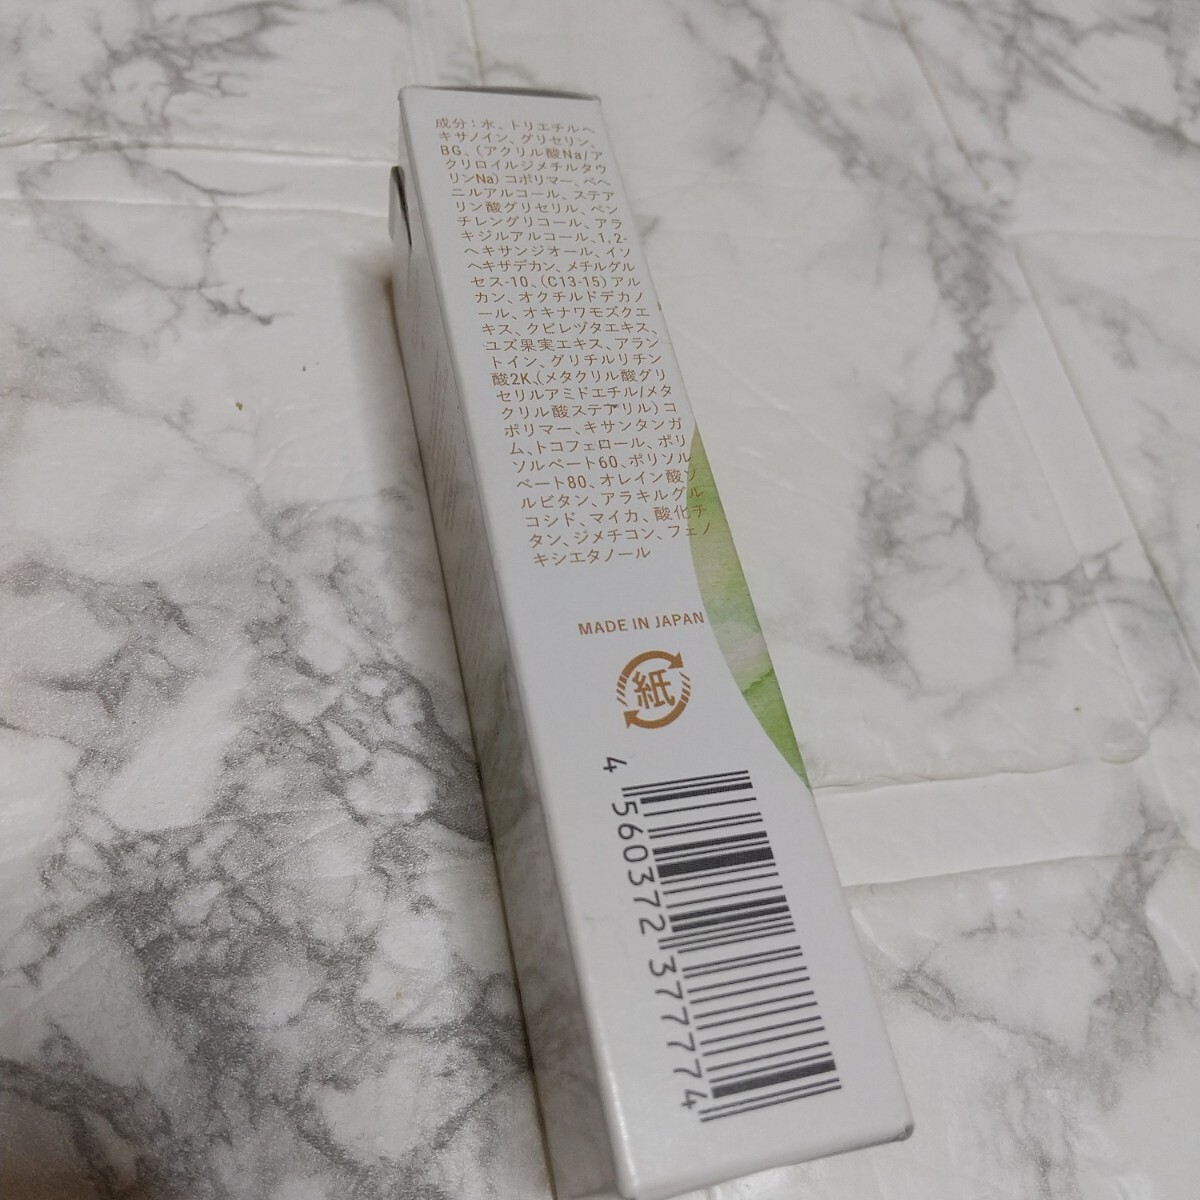 成分：水、トリエチルヘ
キサノイン、グリセリン、
BG、（アクリル酸Na/ア
クリロイルジメチルタウ
リンNa）コポリマー、ベヘ
ニルアルコール、ステア
リン酸グリセリル、ペン
チレングリコール、アラ
キジルアルコール、1,2-
ヘキサンジオール、イソ
ヘキサデカン、メチルグル
セス-10、（C13-15）アル
カン、オクチルドデカノ
ール、オキナワモズクエ
キス、クビレヅタエキス、
ユズ果実エキス、アラン
トイン、グリチルリチン
酸2K、（メタクリル酸グリ
セリルアミドエチル/メタ
クリル酸ステアリル）コ
ポリマー、キサンタンガ
ム、トコフェロール、ポリ
ソルベート60、ポリソル
ベート80、オレイン酸ソ
ルビタン、アラキルグル
コシド、マイカ、酸化チ
タン、ジメチコン、フェノ
キシエタノール
MADE IN JAPAN
紙
4 560372 377774